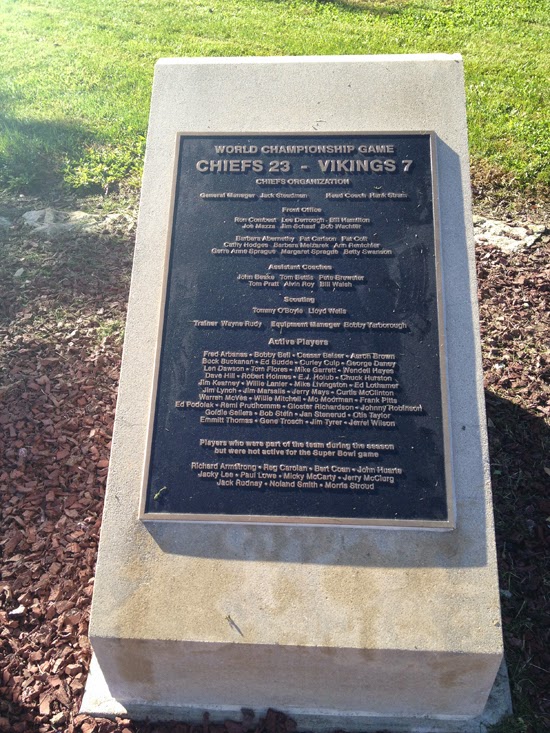 WORLD CHAMPIONSHIP GAME
CHIEFS 23 - VIKINGS 7
CHIEFS ORGANIZATION
General Manager Jack Steadman Head Coach Hank Stram
Front Office
Ron Conbest Lee Derrough Bill Hamilton
Joe Mazza Jim Schaaf Bob Wachter
Barbara Abernethy Pat Carlson Pat Colt
Cathy Hodges Barbara Matlarek Ann Renichler
Gerre Anne Sprague Margaret Spraggs Betty Swanson
Assistant Coaches
John Beake Tom Bettis Pete Brewster
Tom Pratt Alvin Roy Bill Walsh
Scouting
Tommy O'Boyle Lloyd Wells
Trainer Wayne Rudy Equipment Manager Bobby Yarborough
Active Players
Fred Arbanas • Bobby Bell • Caesar Belser • Aaron Brown
Buck Buchanan • Ed Budde • Curley Culp • George Daney
Len Dawson • Tom Flores • Mike Garrett • Wendell Hayes
Dave Hill • Robert Holmes • E.J. Holub • Chuck Hurston
Jim Kearney • Willie Lanier • Mike Livingston • Ed Lothamer
Jim Lynch • Jim Marsalis • Jerry Mays • Curtis McClinton
Warren McVea • Willie Mitchell • Mo Moorman • Frank Pitts
Ed Podolak • Remi Prudhomme • Gloster Richardson • Johnny Robinson
Goldie Sellers • Bob Stein • Jan Stenerud • Otis Taylor
Emmitt Thomas • Gene Trosch • Jim Tyrer • Jerrel Wilson
Players who were part of the team during the season
but were not active for the Super Bowl game
Richard Armstrong • Reg Carolan • Bert Coan • John Huarte
Jacky Lee • Paul Lowe • Micky McCarty • Jerry McClurg
Jack Rudnay • Noland Smith • Morris Stroud